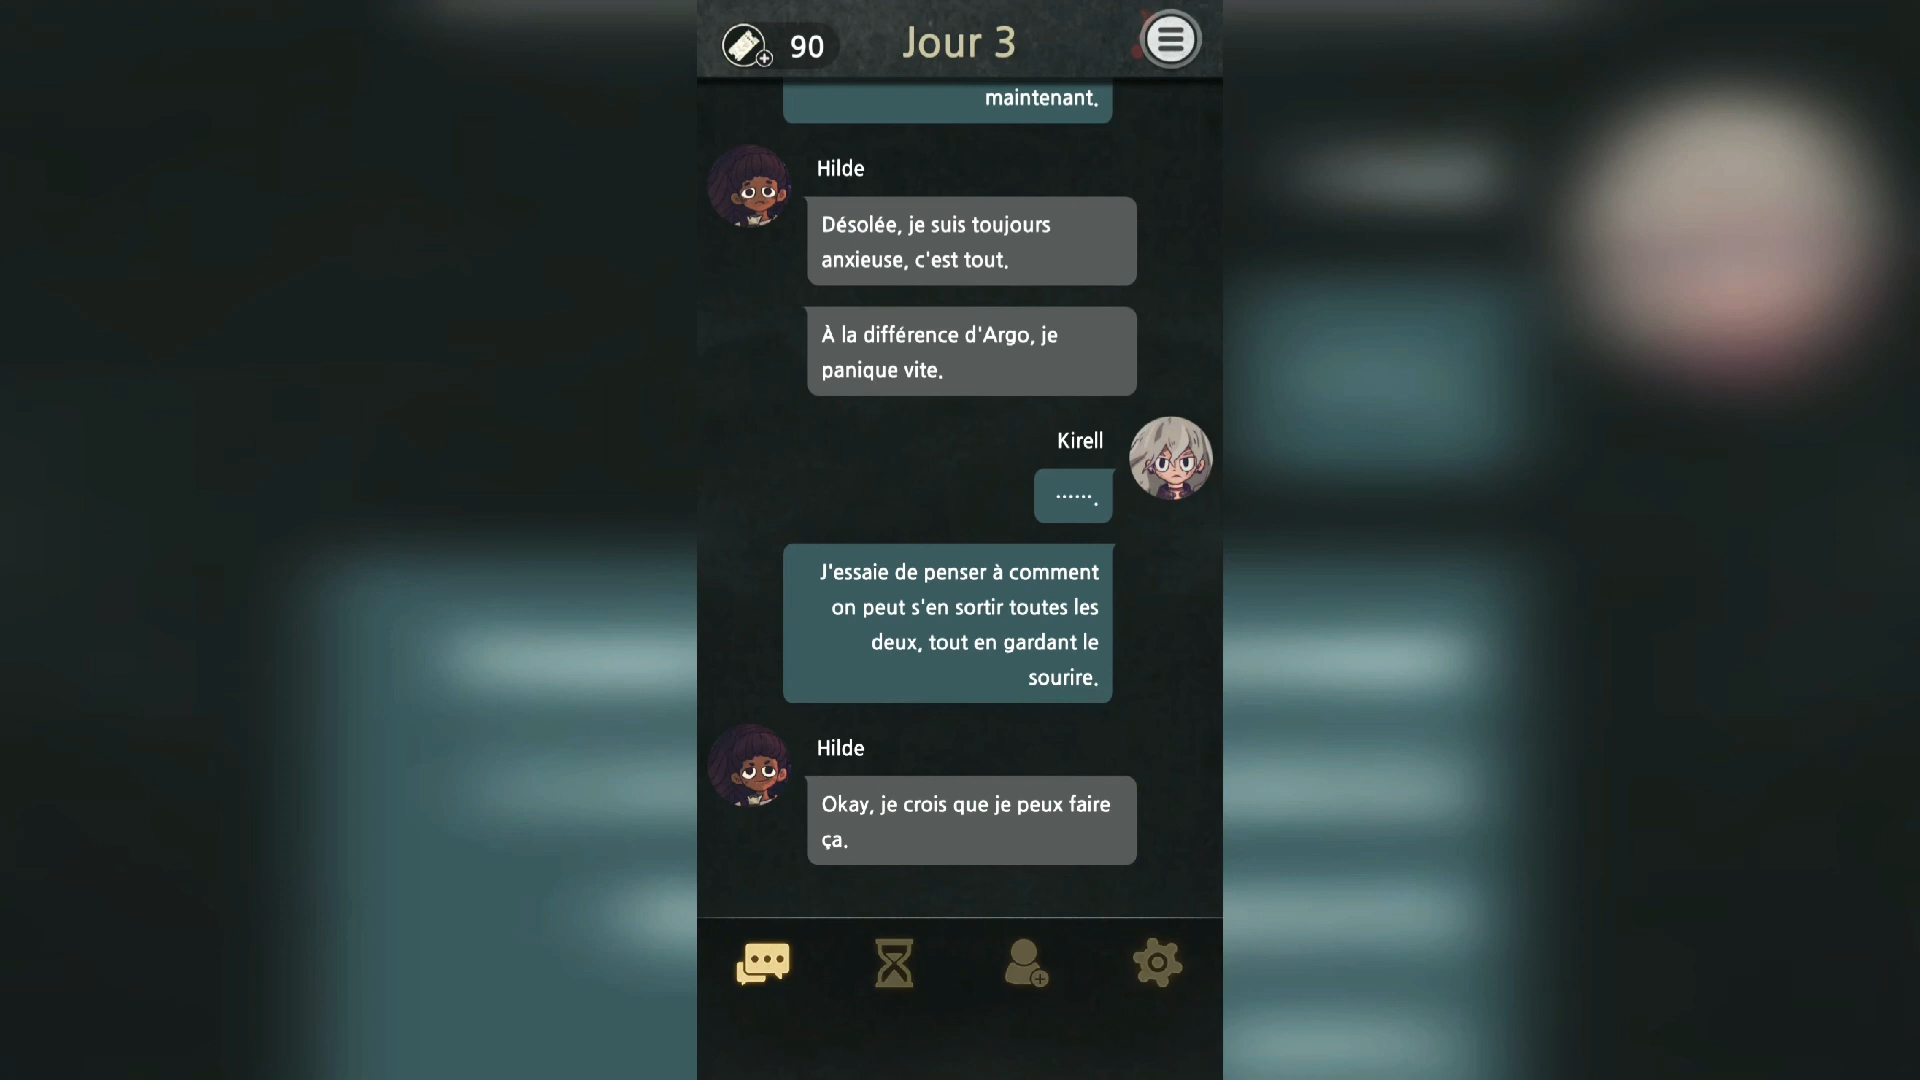 90
Jour 3
maintenant.
Hilde
Désolée, je suis toujours
anxieuse, c'est tout.
À la différence d'Argo, je
panique vite.
Kirell
.......
J'essaie de penser à comment
on peut s'en sortir toutes les
deux, tout en gardant le
sourire.
Hilde
Okay, je crois que je peux faire
ça.